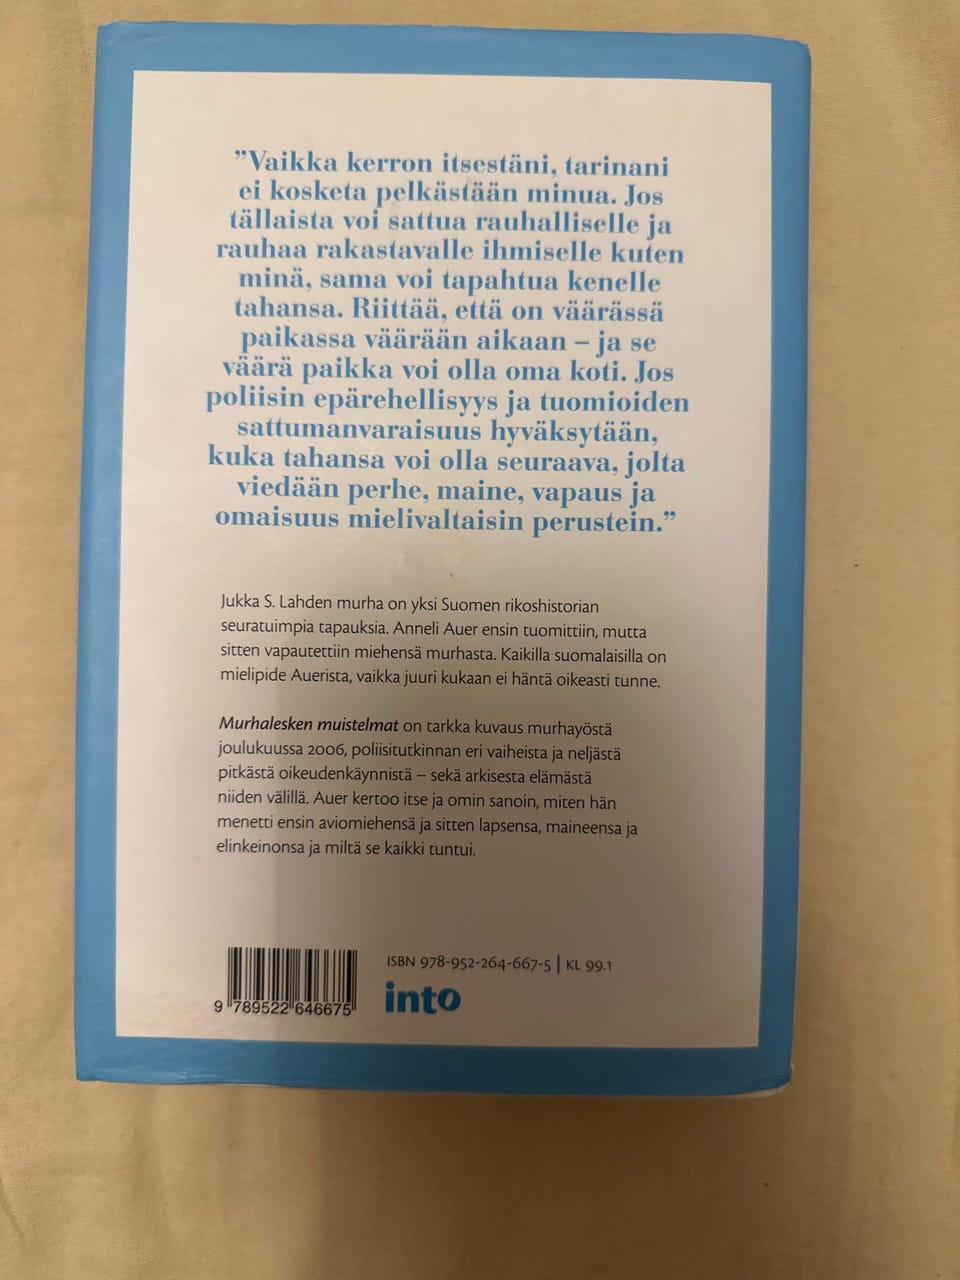 ”Vaikka kerron itsestäni, tarinani
ei kosketa pelkästään minua. Jos
tällaista voi sattua rauhalliselle ja
rauhaa rakastavalle ihmiselle kuten
minä, sama voi tapahtua kenelle
tahansa. Riittää, että on väärässä
paikassa väärään aikaan – ja se
väärä paikka voi olla oma koti. Jos
poliisin epärehellisyys ja tuomioiden
sattumanvaraisuus hyväksytään,
kuka tahansa voi olla seuraava, jolta
viedään perhe, maine, vapaus ja
omaisuus mielivaltaisin perustein.”
Jukka S. Lahden murha on yksi Suomen rikoshistorian
seuratuimpia tapauksia. Anneli Auer ensin tuomittiin, mutta
sitten vapautettiin miehensä murhasta. Kaikilla suomalaisilla on
mielipide Auerista, vaikka juuri kukaan ei häntä oikeasti tunne.
Murhalesken muistelmat on tarkka kuvaus murhayöstä
joulukuussa 2006, poliisitutkinnan eri vaiheista ja neljästä
pitkästä oikeudenkäynnistä – sekä arkisesta elämästä
niiden välillä. Auer kertoo itse ja omin sanoin, miten hän
menetti ensin aviomiehensä ja sitten lapsensa, maineensa ja
elinkeinonsa ja miltä se kaikki tuntui.
ISBN 978-952-264-667-5 | KL 99.1
9 789522 646675
into